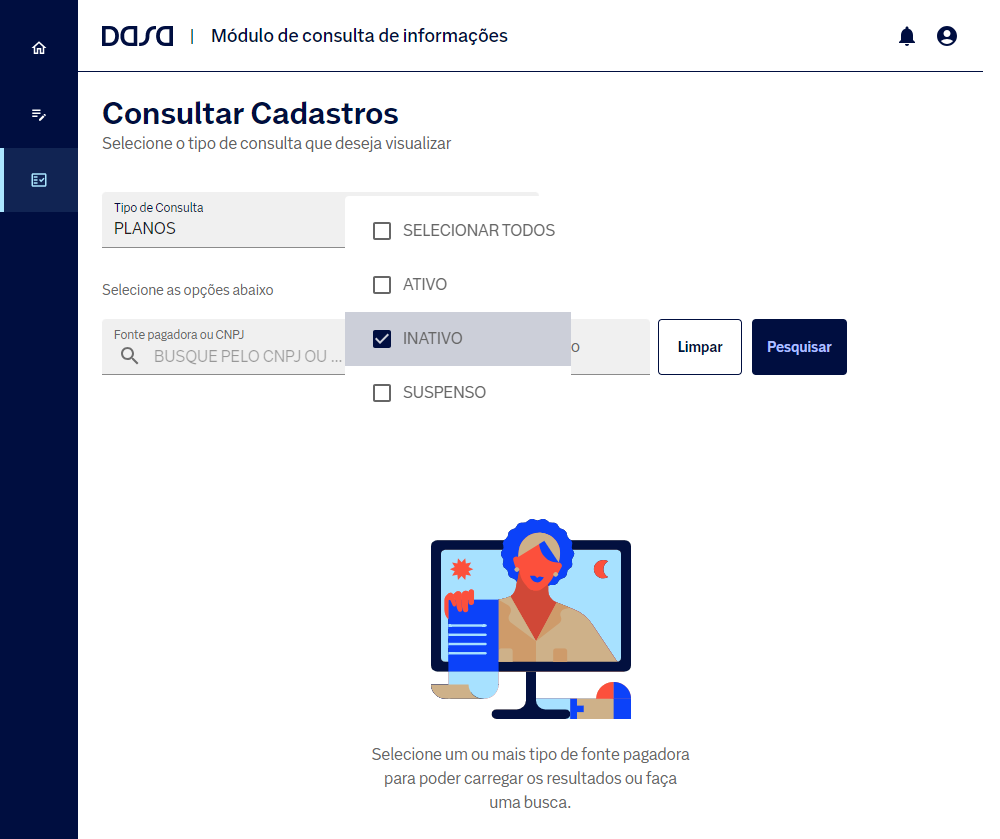 DASA | Módulo de consulta de informações
Consultar Cadastros
Selecione o tipo de consulta que deseja visualizar
Tipo de Consulta
PLANOS
SELECIONAR TODOS
ATIVO
INATIVO
SUSPENSO
Selecione as opções abaixo
Fonte pagadora ou CNPJ
BUSQUE PELO CNPJ OU ...
o
Limpar
Pesquisar
Selecione um ou mais tipo de fonte pagadora
para poder carregar os resultados ou faça
uma busca.